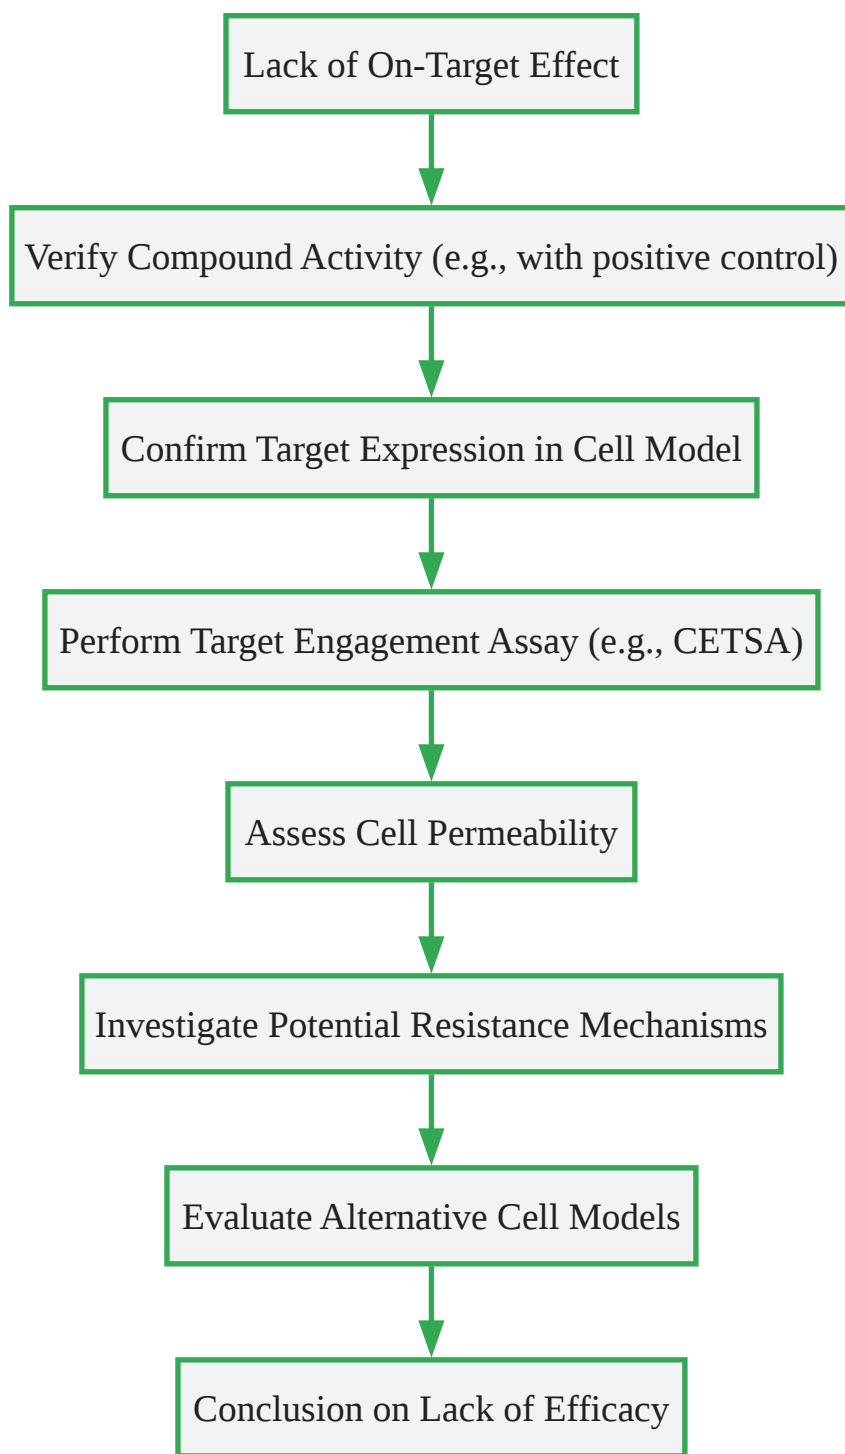 Lack of On-Target Effect
Verify Compound Activity (e.g., with positive control)
Confirm Target Expression in Cell Model
Perform Target Engagement Assay (e.g., CETSA)
Assess Cell Permeability
Investigate Potential Resistance Mechanisms
Evaluate Alternative Cell Models
Conclusion on Lack of Efficacy